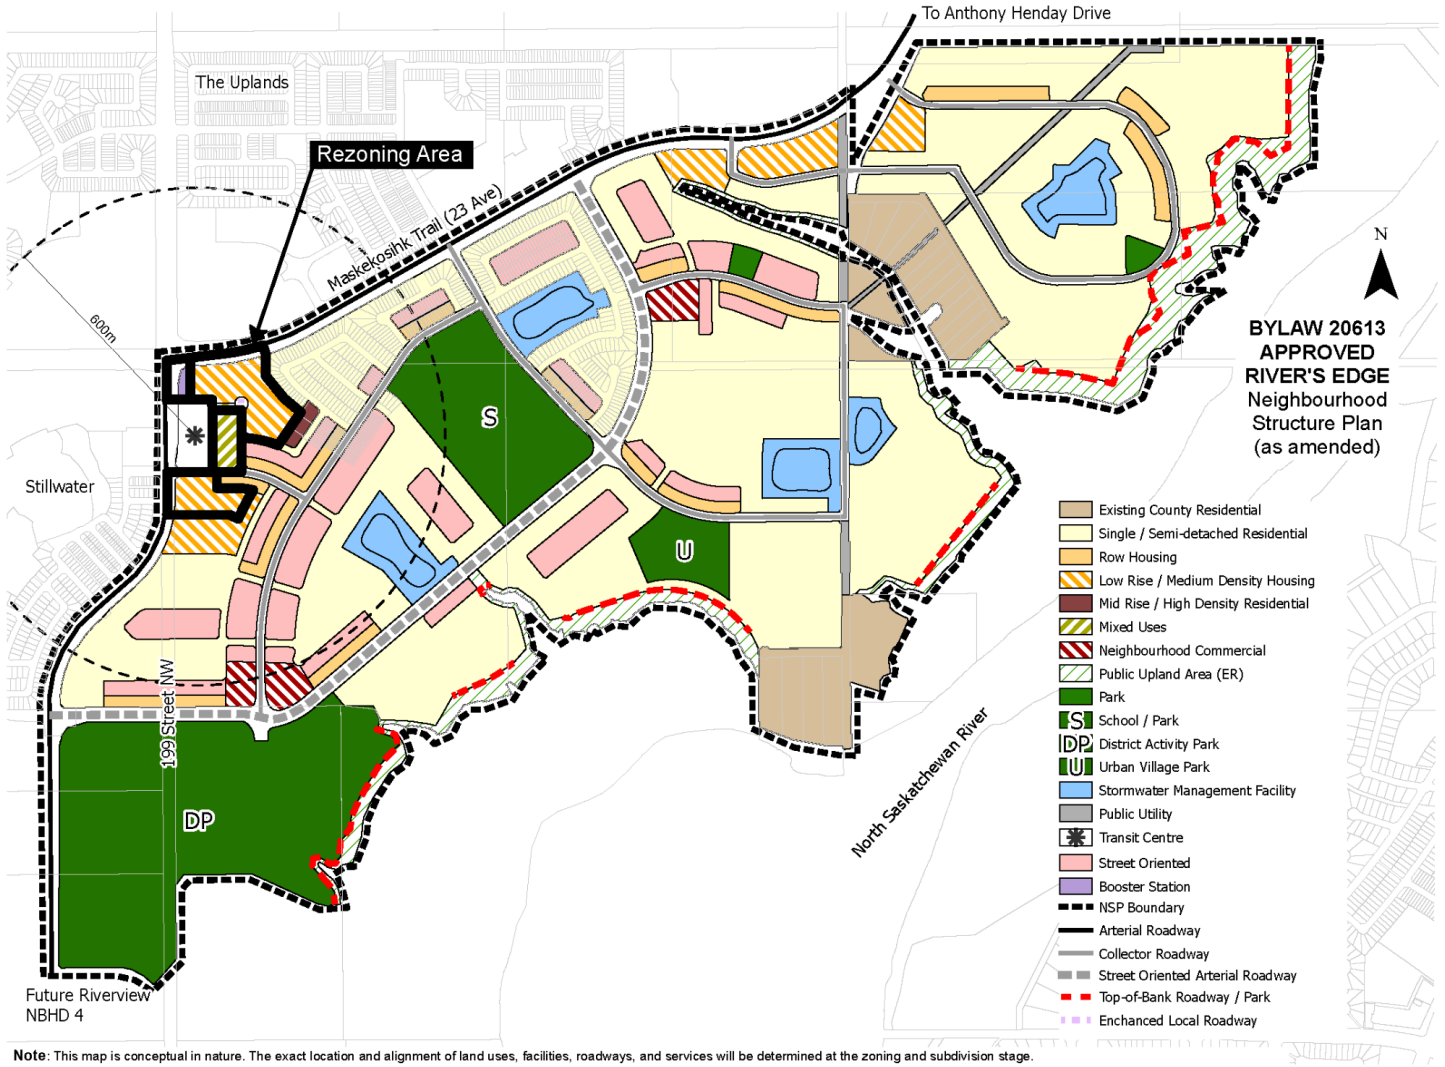 To Anthony Henday Drive
The Uplands
Rezoning Area
Maskekosihk Trail (23 Ave)
600m
N
BYLAW 20613
APPROVED
RIVER'S EDGE
Neighbourhood
Structure Plan
(as amended)
S
Stillwater
U
199 Street NW
DP
North Saskatchewan River
Future Riverview
NBHD 4
Existing County Residential
Single / Semi-detached Residential
Row Housing
Low Rise / Medium Density Housing
Mid Rise / High Density Residential
Mixed Uses
Neighbourhood Commercial
Public Upland Area (ER)
Park
S School / Park
DP District Activity Park
U Urban Village Park
Stormwater Management Facility
Public Utility
Transit Centre
Street Oriented
Booster Station
NSP Boundary
Arterial Roadway
Collector Roadway
Street Oriented Arterial Roadway
Top-of-Bank Roadway / Park
Enchanced Local Roadway
Note: This map is conceptual in nature. The exact location and alignment of land uses, facilities, roadways, and services will be determined at the zoning and subdivision stage.